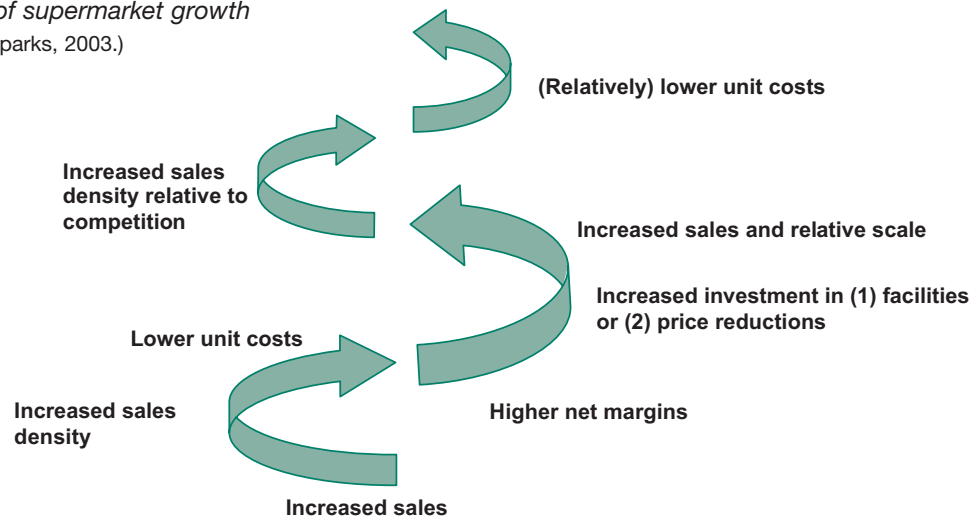 of supermarket growth
parks, 2003.)
(Relatively) lower unit costs
Increased sales
density relative to
competition
Increased sales and relative scale
Increased investment in (1) facilities
or (2) price reductions
Lower unit costs
Higher net margins
Increased sales
density
Increased sales